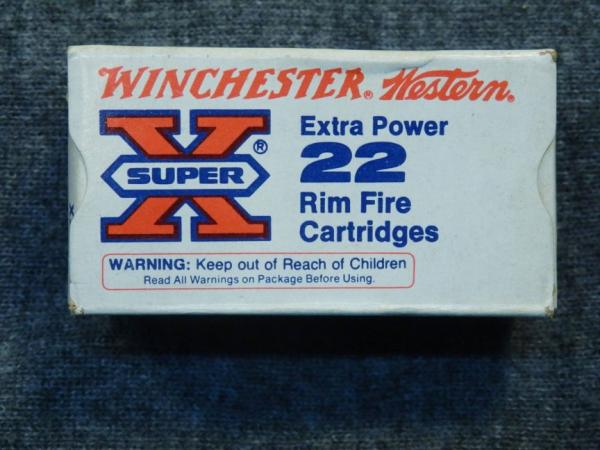 WINCHESTER® Western®
X®
SUPER
Extra Power
22
Rim Fire
Cartridges
WARNING: Keep out of Reach of Children
Read All Warnings on Package Before Using.